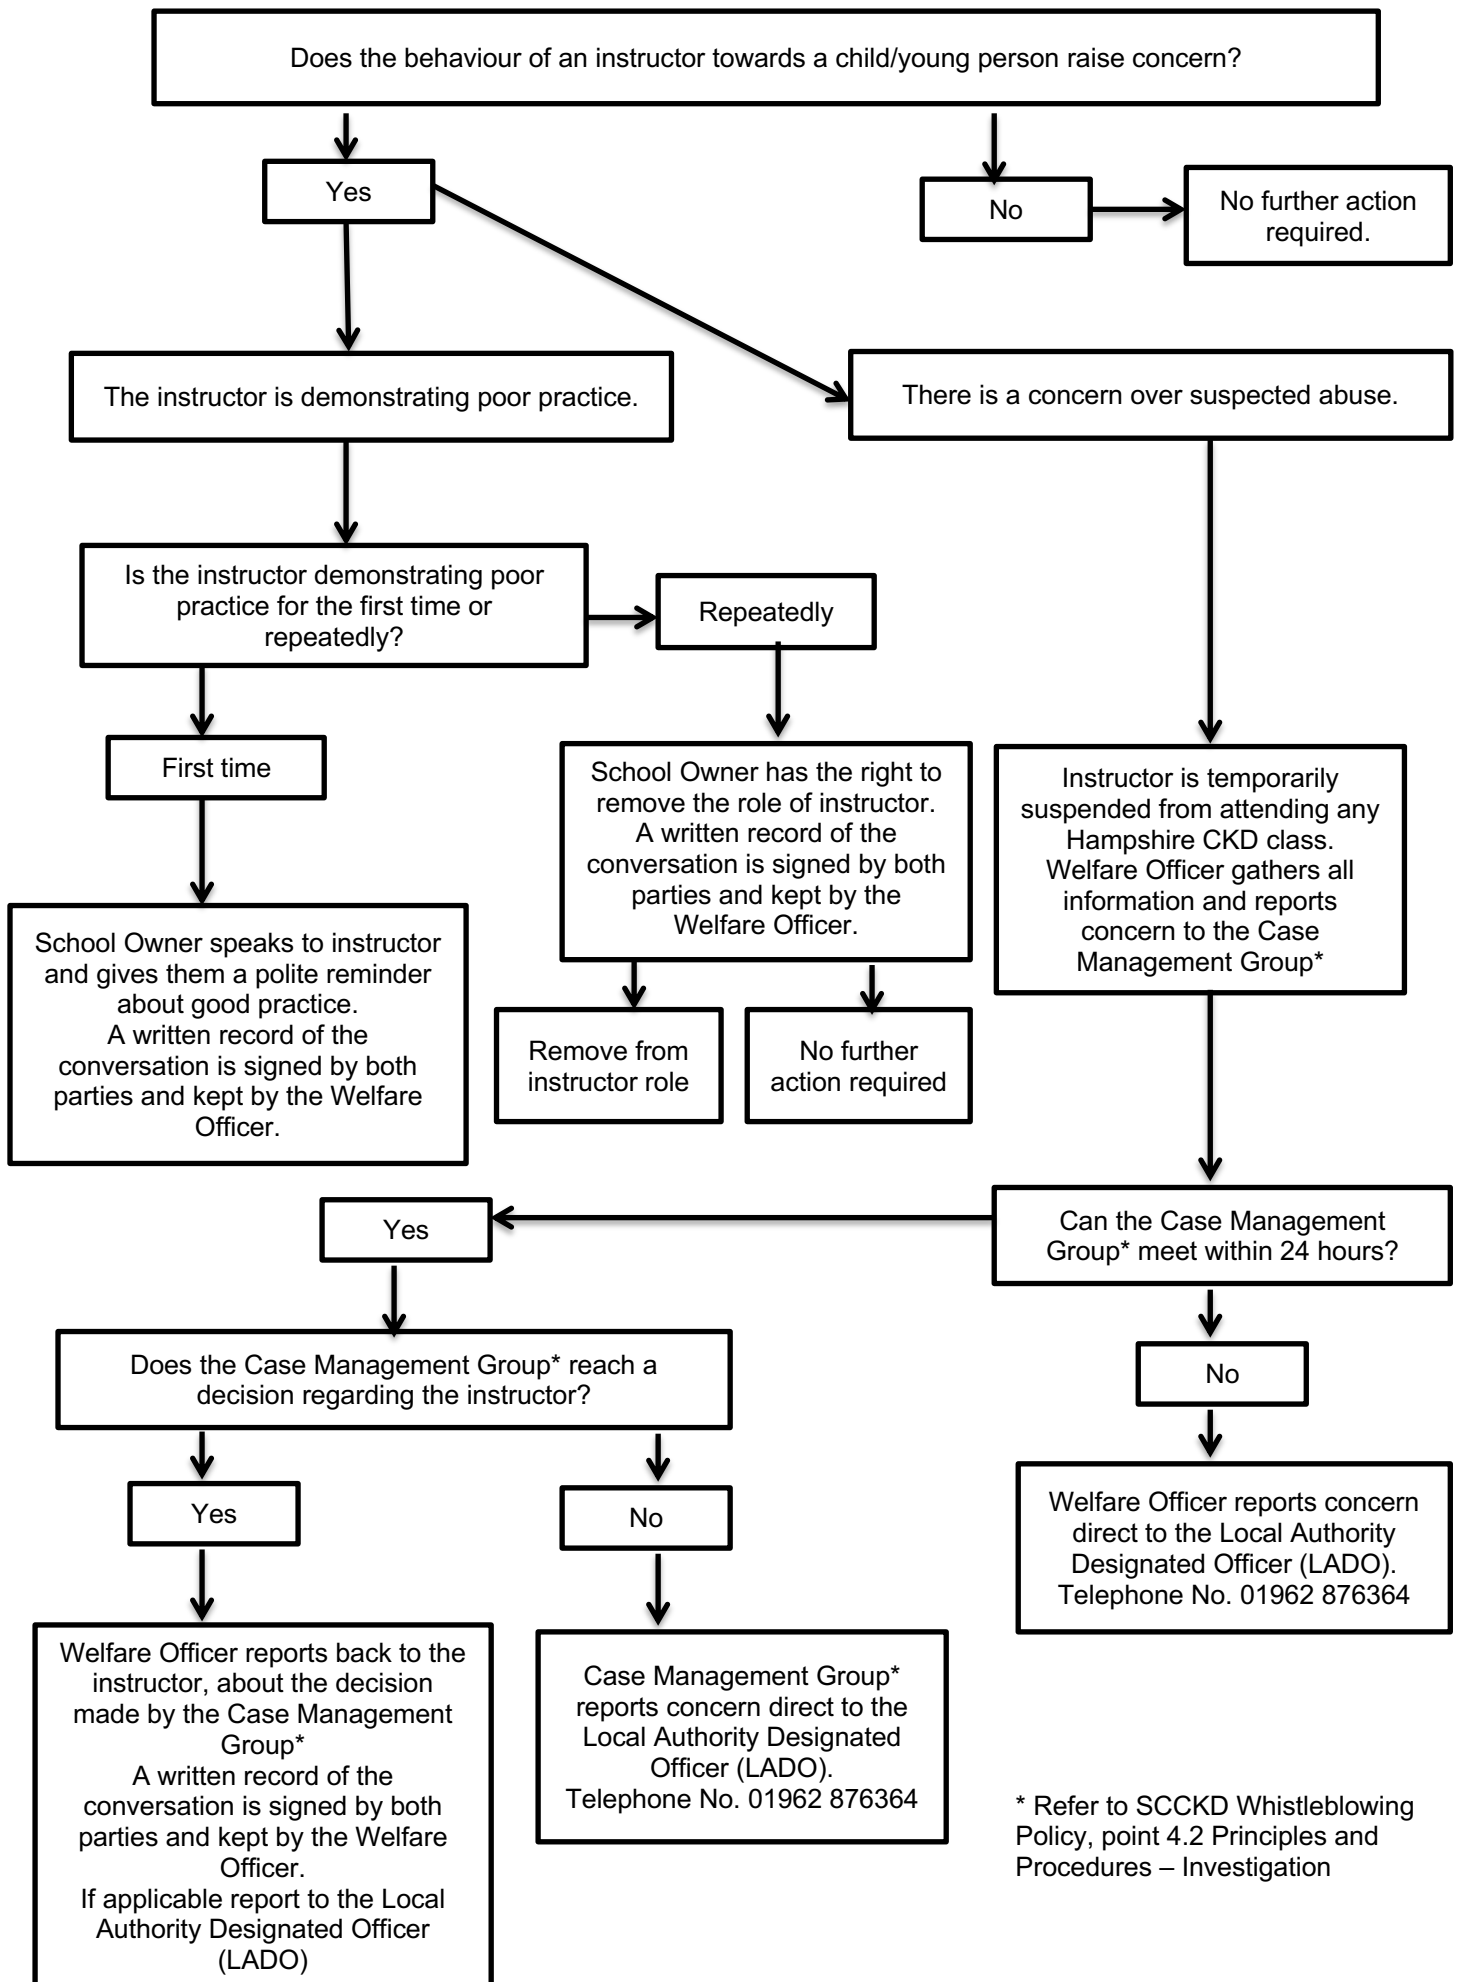 Does the behaviour of an instructor towards a child/young person raise concern?
Yes
No
No further action
required.
The instructor is demonstrating poor practice.
There is a concern over suspected abuse.
Is the instructor demonstrating poor
practice for the first time or
repeatedly?
Repeatedly
First time
School Owner has the right to
remove the role of instructor.
A written record of the
conversation is signed by both
parties and kept by the
Welfare Officer.
Instructor is temporarily
suspended from attending any
Hampshire CKD class.
Welfare Officer gathers all
information and reports
concern to the Case
Management Group*
School Owner speaks to instructor
and gives them a polite reminder
about good practice.
A written record of the
conversation is signed by both
parties and kept by the Welfare
Officer.
Remove from
instructor role
No further
action required
Yes
Can the Case Management
Group* meet within 24 hours?
Does the Case Management Group* reach a
decision regarding the instructor?
No
Yes
No
Welfare Officer reports concern
direct to the Local Authority
Designated Officer (LADO).
Telephone No. 01962 876364
Welfare Officer reports back to the
instructor, about the decision
made by the Case Management
Group*
A written record of the
conversation is signed by both
parties and kept by the Welfare
Officer.
If applicable report to the Local
Authority Designated Officer
(LADO)
Case Management Group*
reports concern direct to the
Local Authority Designated
Officer (LADO).
Telephone No. 01962 876364
* Refer to SCCKD Whistleblowing
Policy, point 4.2 Principles and
Procedures – Investigation